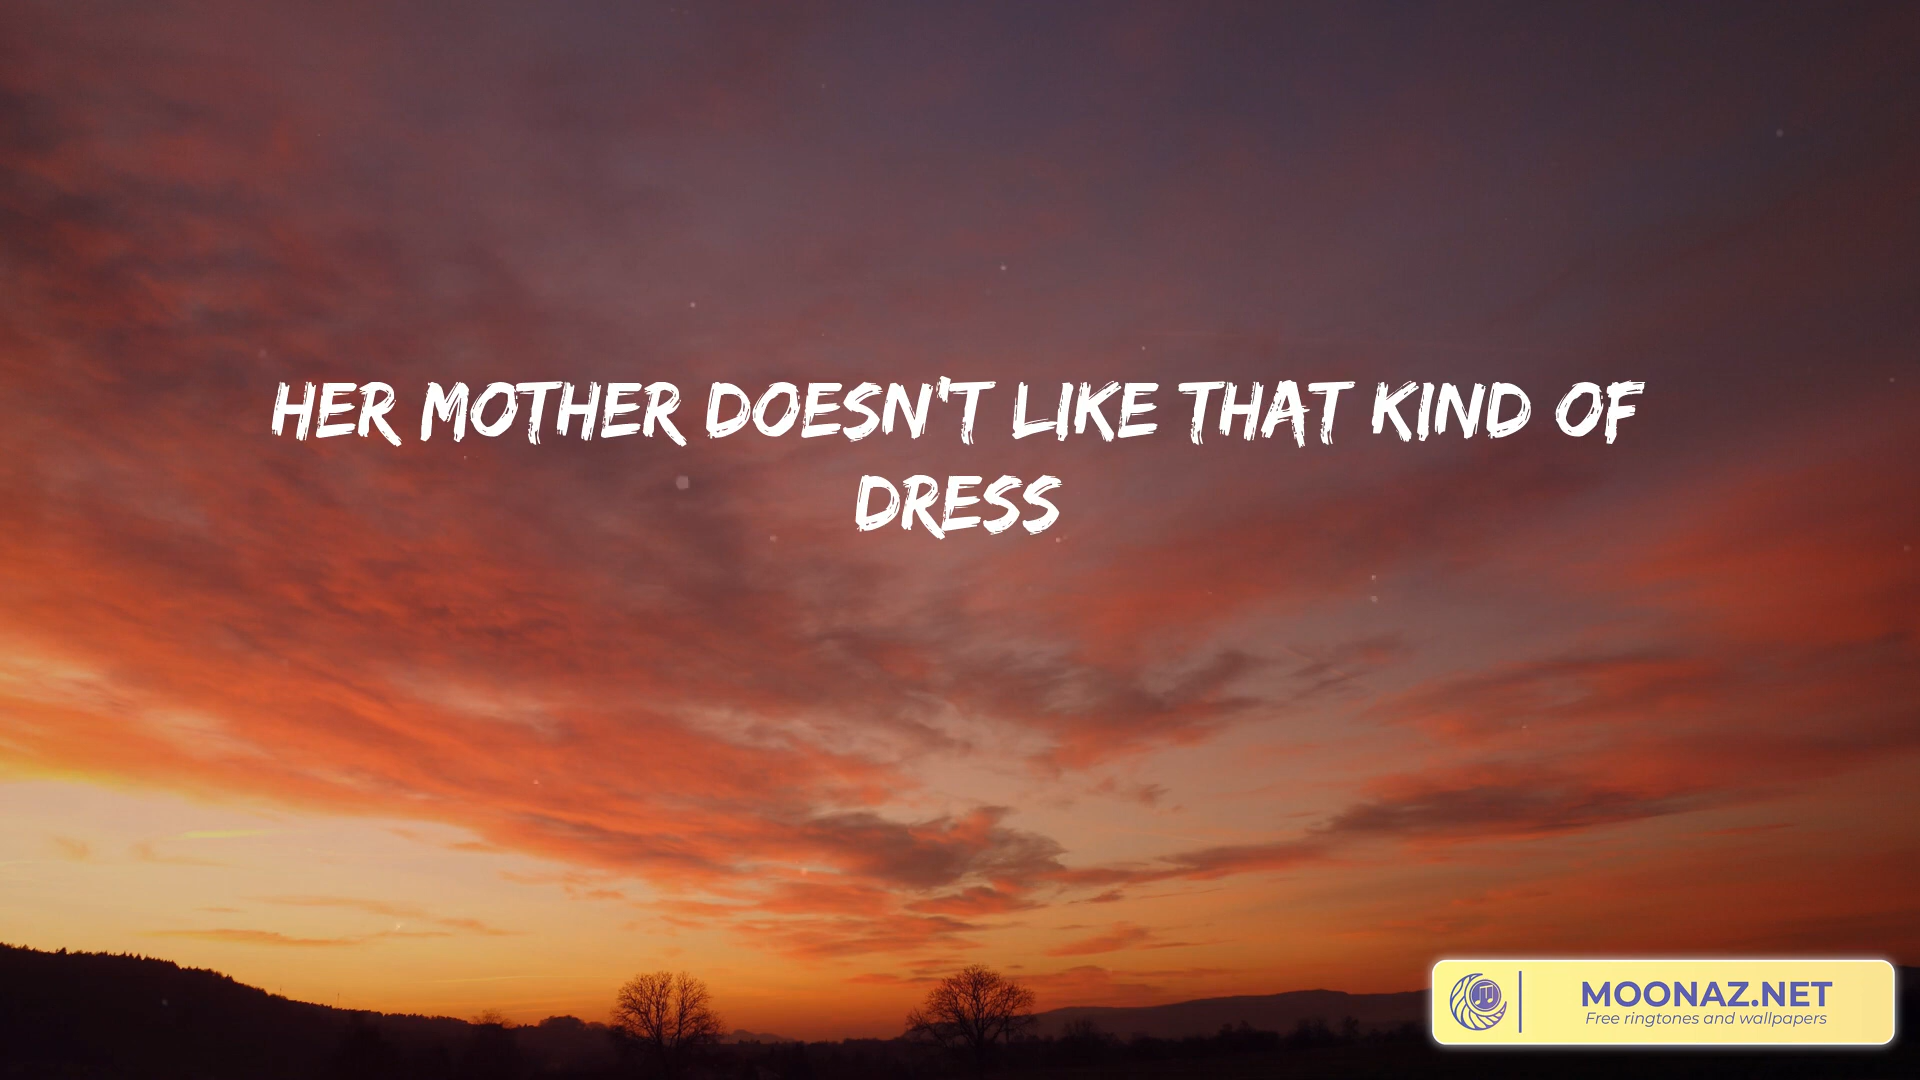 HER MOTHER DOESN'T LIKE THAT KIND OF
DRESS
MOONAZ.NET
Free ringtones and wallpapers